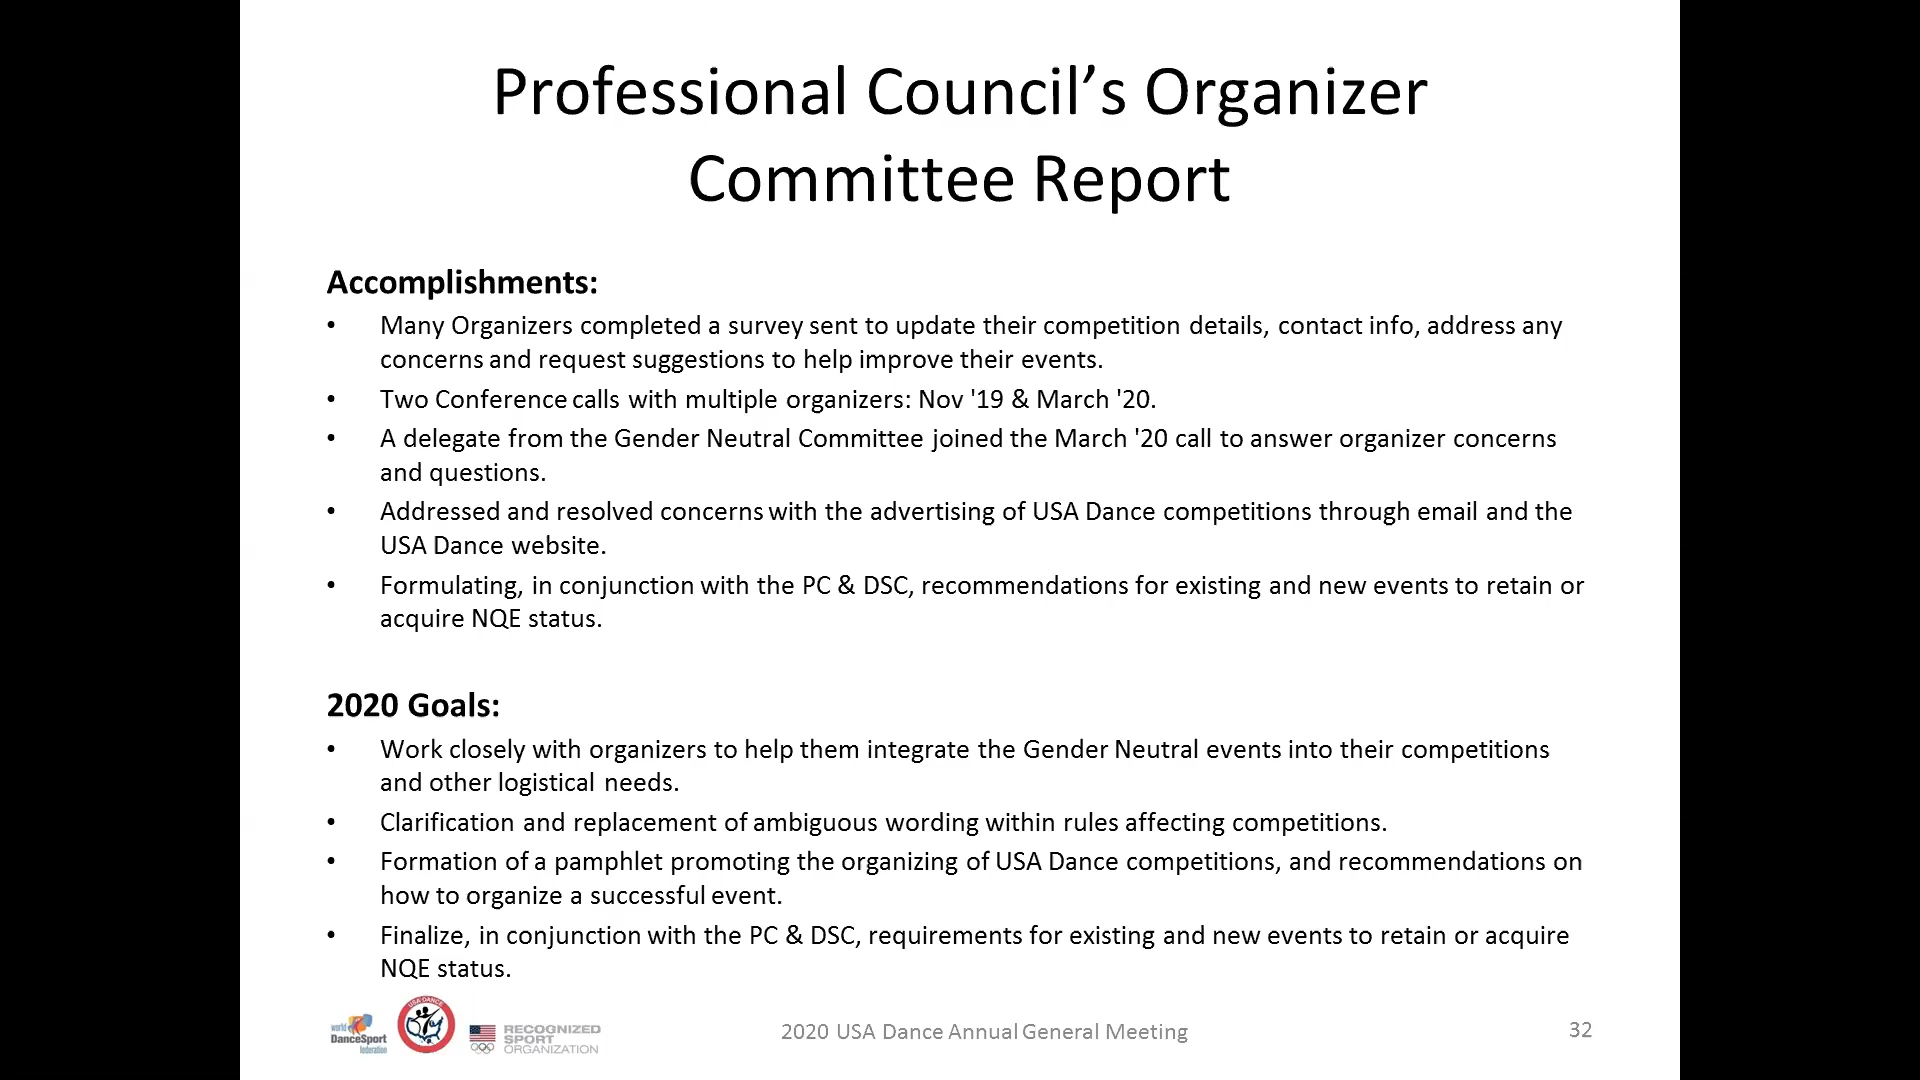 Professional Council’s Organizer
Committee Report
Accomplishments:
• Many Organizers completed a survey sent to update their competition details, contact info, address any
concerns and request suggestions to help improve their events.
• Two Conference calls with multiple organizers: Nov '19 & March '20.
• A delegate from the Gender Neutral Committee joined the March '20 call to answer organizer concerns
and questions.
• Addressed and resolved concerns with the advertising of USA Dance competitions through email and the
USA Dance website.
• Formulating, in conjunction with the PC & DSC, recommendations for existing and new events to retain or
acquire NQE status.
2020 Goals:
• Work closely with organizers to help them integrate the Gender Neutral events into their competitions
and other logistical needs.
• Clarification and replacement of ambiguous wording within rules affecting competitions.
• Formation of a pamphlet promoting the organizing of USA Dance competitions, and recommendations on
how to organize a successful event.
• Finalize, in conjunction with the PC & DSC, requirements for existing and new events to retain or acquire
NQE status.
world
DanceSport
federation
USA DANCE
RECOGNIZED
SPORT
ORGANIZATION
2020 USA Dance Annual General Meeting
32